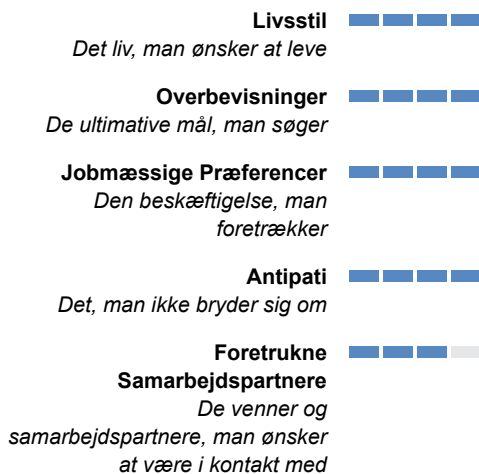 Livsstil
Det liv, man ønsker at leve
Overbevisninger
De ultimative mål, man søger
Jobmæssige Præferencer
Den beskæftigelse, man
foretrækker
Antipati
Det, man ikke bryder sig om
Foretrukne
Samarbejdspartnere
De venner og
samarbejdspartnere, man ønsker
at være i kontakt med